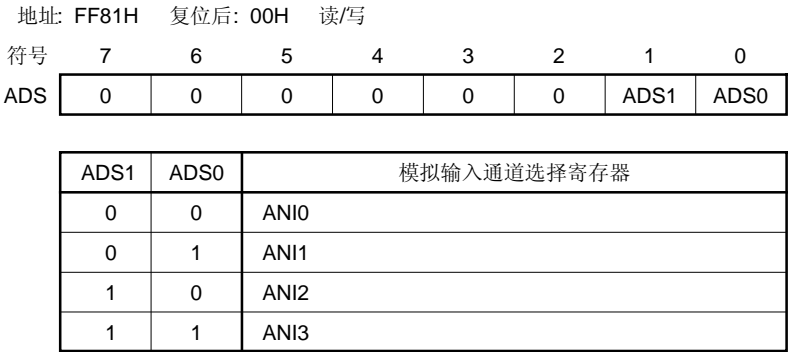 地址: FF81H 复位后: 00H 读/写
符号 7 6 5 4 3 2 1 0
ADS 0 0 0 0 0 0 ADS1 ADS0
ADS1 ADS0 模拟输入通道选择寄存器
0 0 ANI0
0 1 ANI1
1 0 ANI2
1 1 ANI3